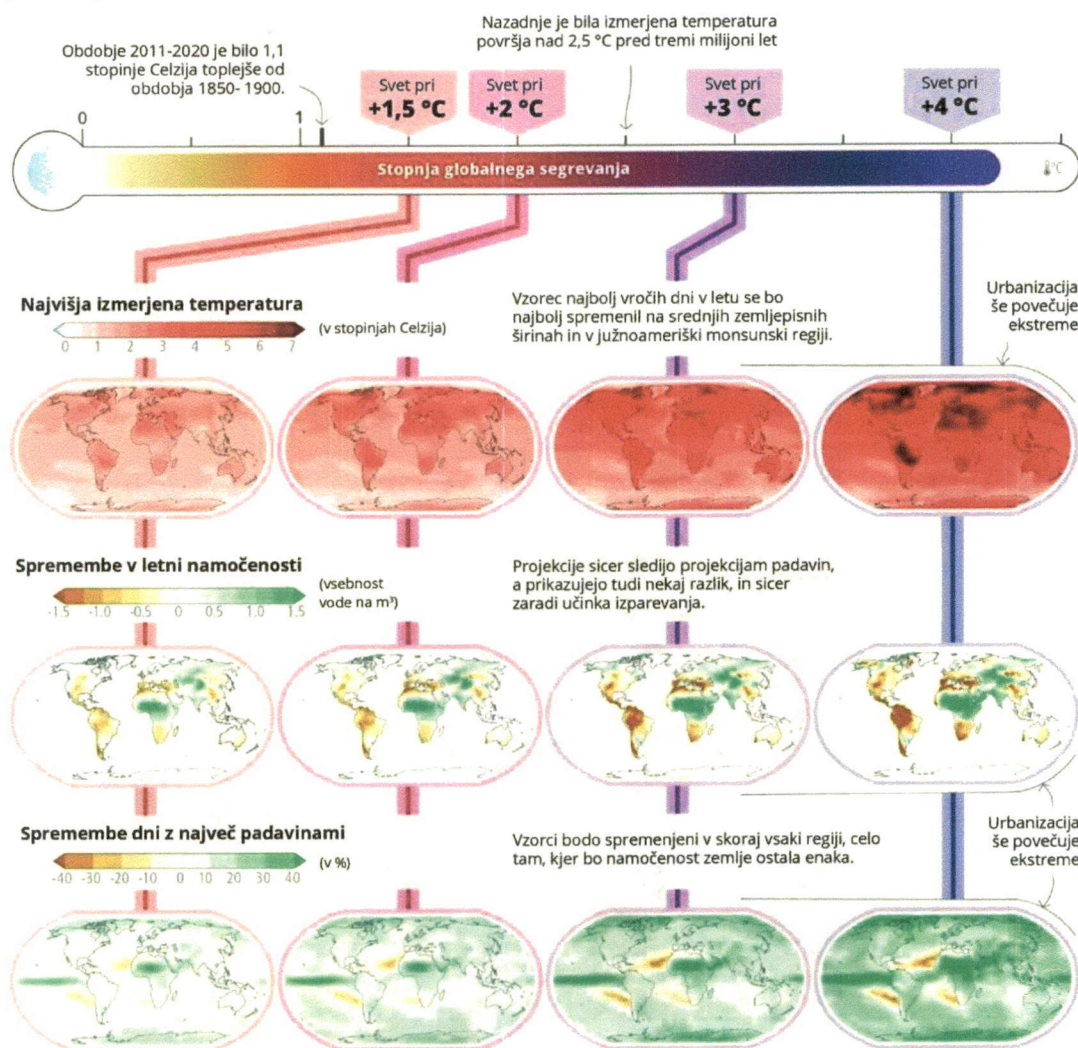 Nazadnje je bila izmerjena temperatura
površja nad 2,5 °C pred tremi milijoni let
Obdobje 2011-2020 je bilo 1,1
stopinje Celzija toplejše od
obdobja 1850- 1900.
Svet pri
+1,5 °C
Svet pri
+2 °C
Svet pri
+3 °C
Svet pri
+4 °C
0
1
Stopnja globalnega segrevanja
°C
Najvišja izmerjena temperatura
(v stopinjah Celzija)
0 1 2 3 4 5 6 7
Vzorec najbolj vročih dni v letu se bo
najbolj spremenil na srednjih zemljepisnih
širinah in v južnoameriški monsunski regiji.
Urbanizacija
še povečuje
ekstreme
Spremembe v letni namočenosti
(vsebnost
vode na m³)
-1.5 -1.0 -0.5 0 0.5 1.0 1.5
Projekcije sicer sledijo projekcijam padavin,
a prikazujejo tudi nekaj razlik, in sicer
zaradi učinka izparevanja.
Spremembe dni z največ padavinami
(v %)
-40 -30 -20 -10 0 10 20 30 40
Vzorci bodo spremenjeni v skoraj vsaki regiji, celo
tam, kjer bo namočenost zemlje ostala enaka.
Urbanizacija
še povečuje
ekstreme